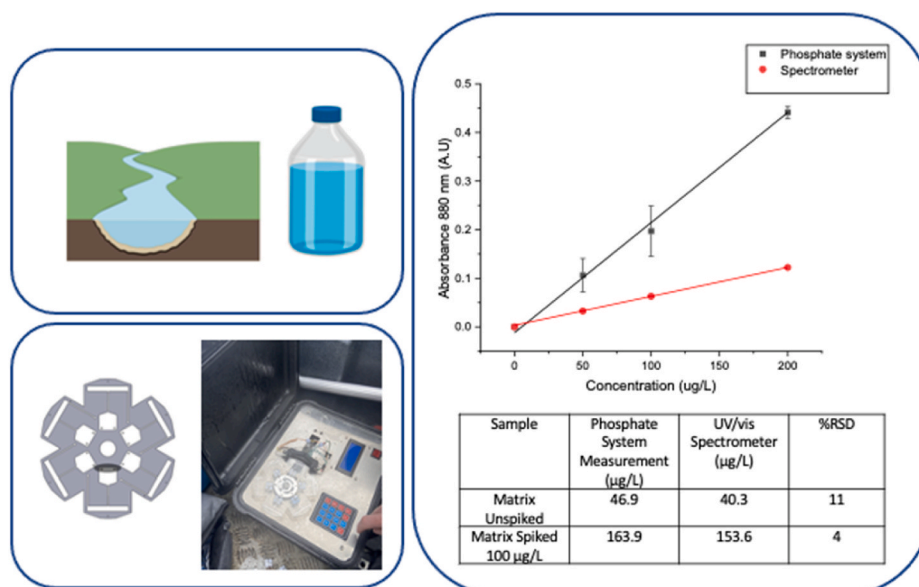 Phosphate system
Spectrometer
0.5
0.4
0.3
0.2
0.1
0.0
Absorbance 880 nm (A.U)
0
50
100
150
200
Concentration (ug/L)
Sample
Phosphate
System
Measurement
(µg/L)
UV/vis
Spectrometer
(µg/L)
%RSD
Matrix
Unspiked
46.9
40.3
11
Matrix Spiked
100 µg/L
163.9
153.6
4